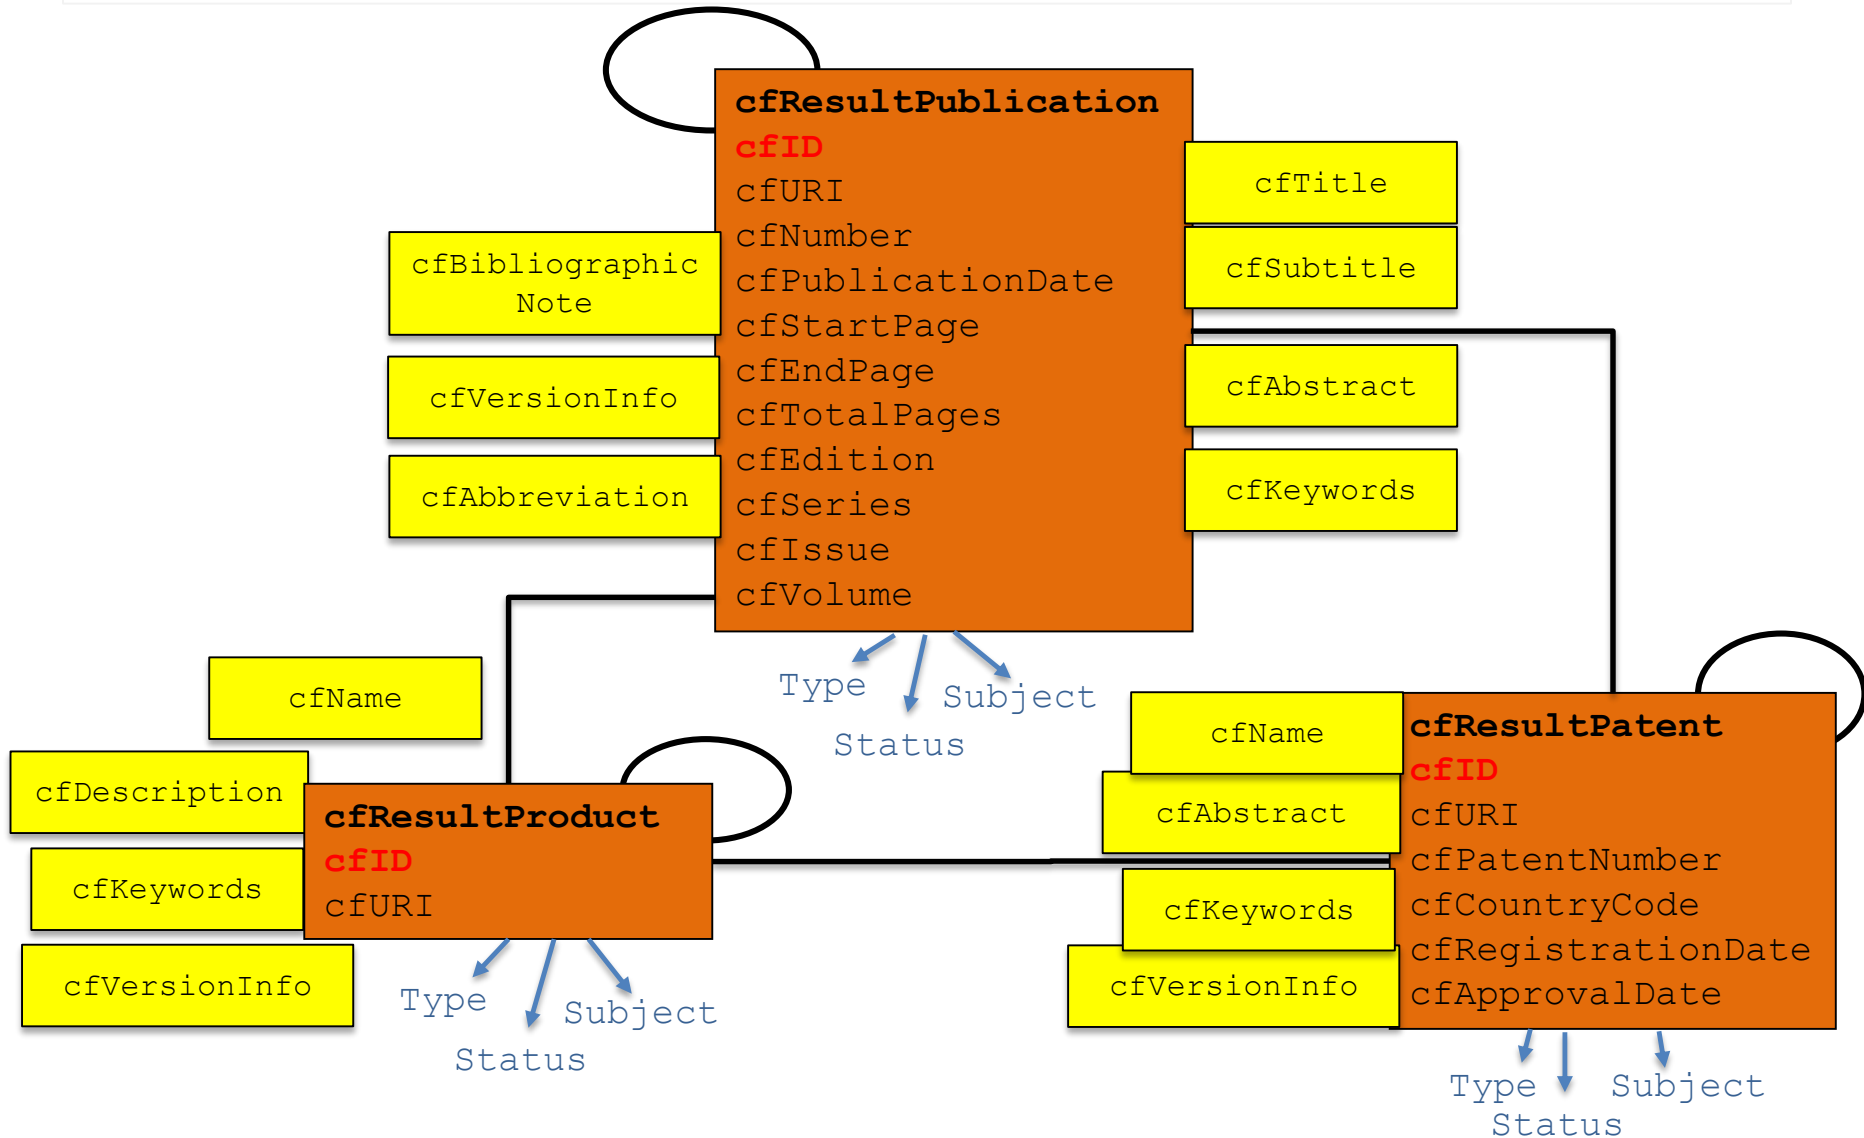 cfResultPublication
cfID
cfURI
cfNumber
cfPublicationDate
cfStartPage
cfEndPage
cfTotalPages
cfEdition
cfSeries
cfIssue
cfVolume
cfBibliographic
Note
cfVersionInfo
cfAbbreviation
cfTitle
cfSubtitle
cfAbstract
cfKeywords
Type
Status
Subject
cfName
cfDescription
cfKeywords
cfVersionInfo
cfResultProduct
cfID
cfURI
Type
Status
Subject
cfName
cfAbstract
cfKeywords
cfVersionInfo
cfResultPatent
cfID
cfURI
cfPatentNumber
cfCountryCode
cfRegistrationDate
cfApprovalDate
Type
Status
Subject